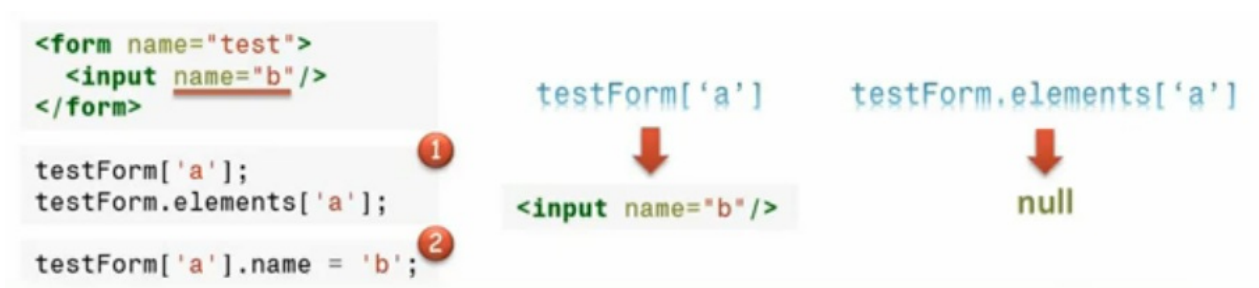 <form name="test">
<input name="b"/>
</form>
1
testForm['a'];
testForm.elements['a'];
2
testForm['a'].name = 'b';
testForm[‘a’]
<input name="b"/>
testForm.elements[‘a’]
null